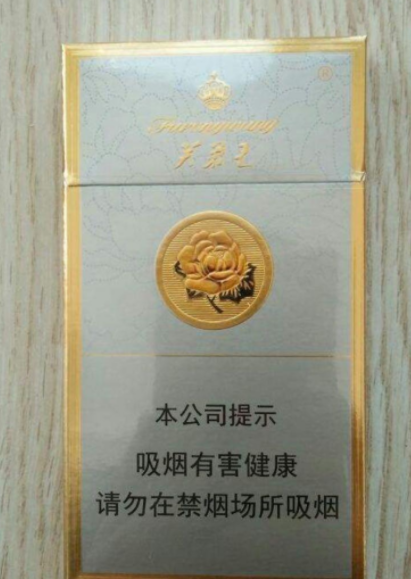 ®
Furongwang
芙蓉王
本公司提示
吸烟有害健康
请勿在禁烟场所吸烟